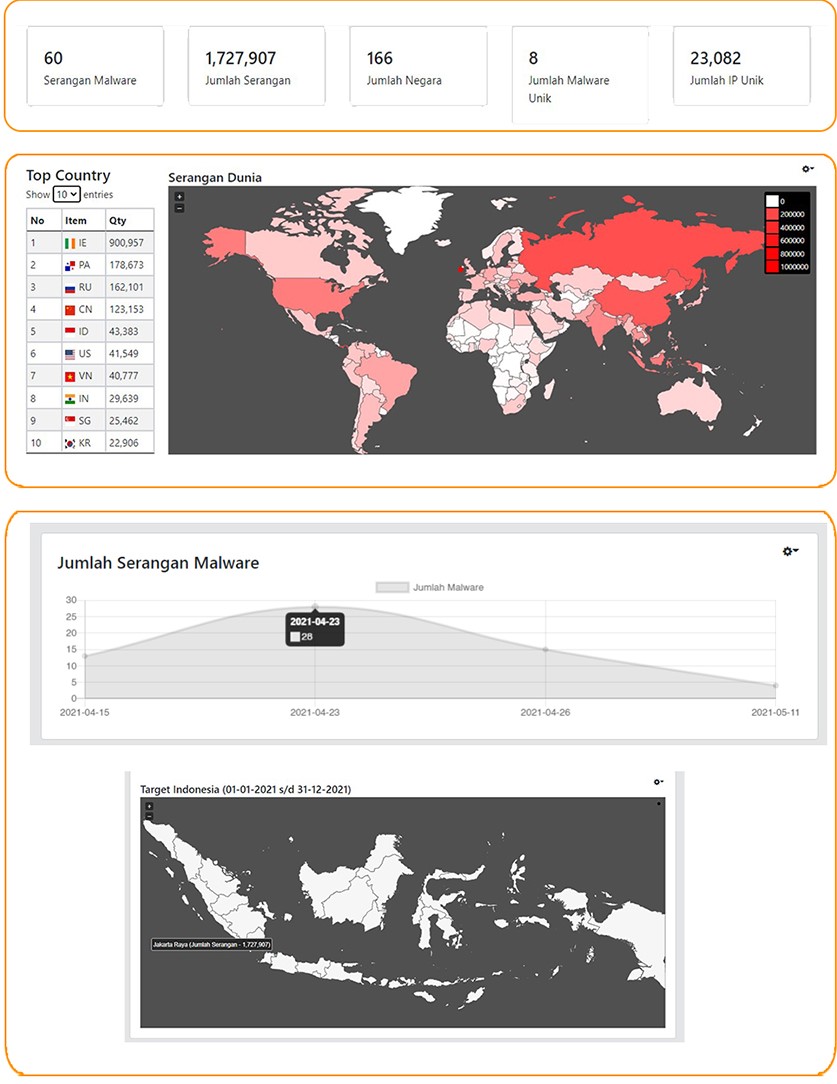 60
Serangan Malware
1,727,907
Jumlah Serangan
166
Jumlah Negara
8
Jumlah Malware
Unik
23,082
Jumlah IP Unik
Top Country
Show 10 entries
No Item Qty
1 IE 900,957
2 PA 178,673
3 RU 162,101
4 CN 123,153
5 ID 43,383
6 US 41,549
7 VN 40,777
8 IN 29,639
9 SG 25,462
10 KR 22,906
Serangan Dunia
+
−
0
200000
400000
600000
800000
1000000
Jumlah Serangan Malware
Jumlah Malware
30
25
20
15
10
5
0
2021-04-23
28
2021-04-15 2021-04-23 2021-04-26 2021-05-11
Target Indonesia (01-01-2021 s/d 31-12-2021)
+
−
Jakarta Raya (Jumlah Serangan - 1,727,907)